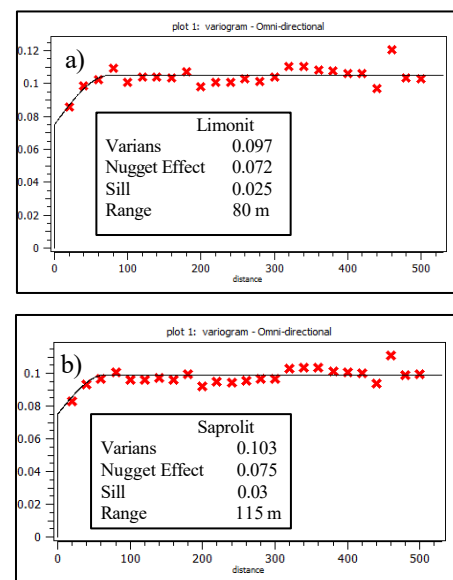 plot 1: variogram - Omni-directional
0.12
0.1
0.08
0.06
0.04
0.02
0
a)
Limonit
Varians 0.097
Nugget Effect 0.072
Sill 0.025
Range 80 m
0 100 200 300 400 500
distance
plot 1: variogram - Omni-directional
0.1
0.08
0.06
0.04
0.02
0
b)
Saprolit
Varians 0.103
Nugget Effect 0.075
Sill 0.03
Range 115 m
0 100 200 300 400 500
distance